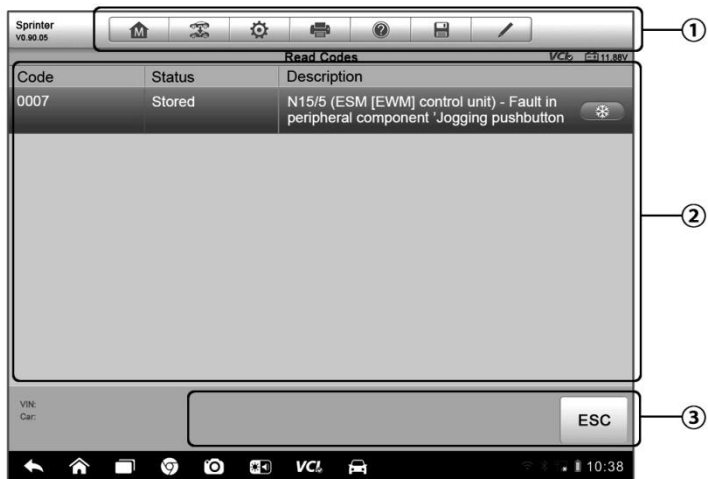 Sprinter
V0.90.05
M
①
Read Codes
VCI
11.88V
Code Status Description
0007 Stored N15/5 (ESM [EWM] control unit) - Fault in
peripheral component 'Jogging pushbutton
②
VIN:
Car:
ESC
③
VCI
10:38